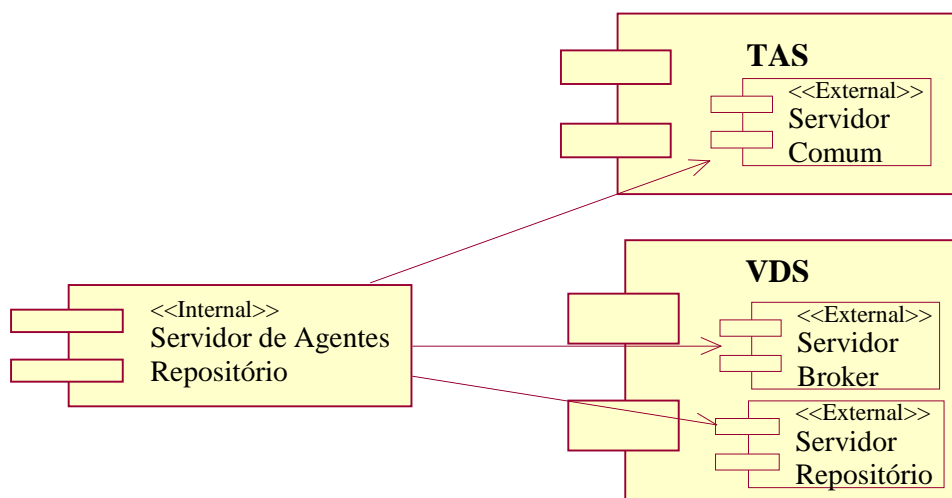 TAS
<<External>>
Servidor
Comum
<<Internal>>
Servidor de Agentes
Repositório
VDS
<<External>>
Servidor
Broker
<<External>>
Servidor
Repositório